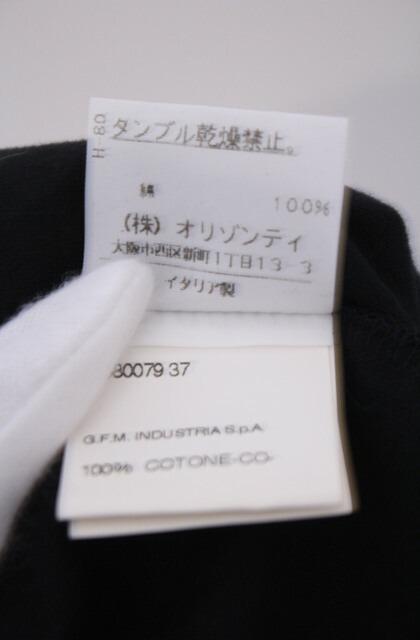 タンブル乾燥禁止。
H-80
綿 100%
(株) オリゾンティ
大阪市西区新町1丁目13-3
イタリア製
80079 37
G.F.M. INDUSTRIA S.p.A.
100% COTONE-CO-